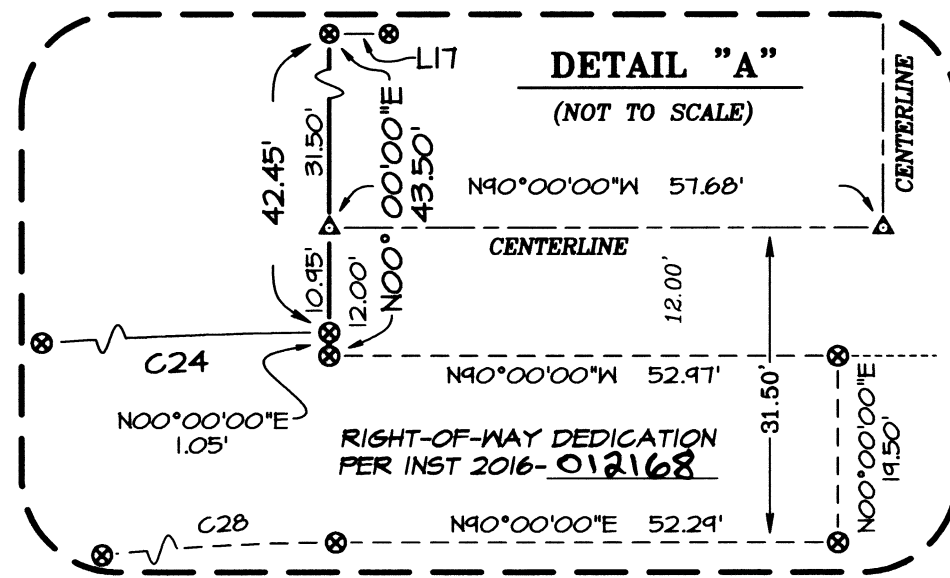 L17
DETAIL "A"
(NOT TO SCALE)
CENTERLINE
42.45'
31.50'
N00°00'00"E
43.50'
N90°00'00"W 57.68'
CENTERLINE
10.95'
12.00'
12.00'
C24
N90°00'00"W 52.97'
31.50'
N00°00'00"E
1.05'
N00°00'00"E
19.50'
RIGHT-OF-WAY DEDICATION
PER INST 2016-012168
C28
N90°00'00"E 52.29'